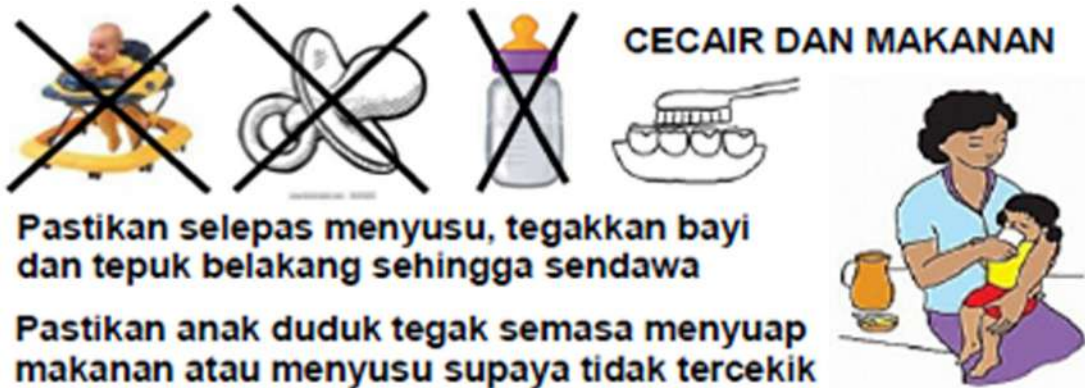 CECAIR DAN MAKANAN
Pastikan selepas menyusu, tegakkan bayi
dan tepuk belakang sehingga sendawa
Pastikan anak duduk tegak semasa menyuap
makanan atau menyusu supaya tidak tercekik